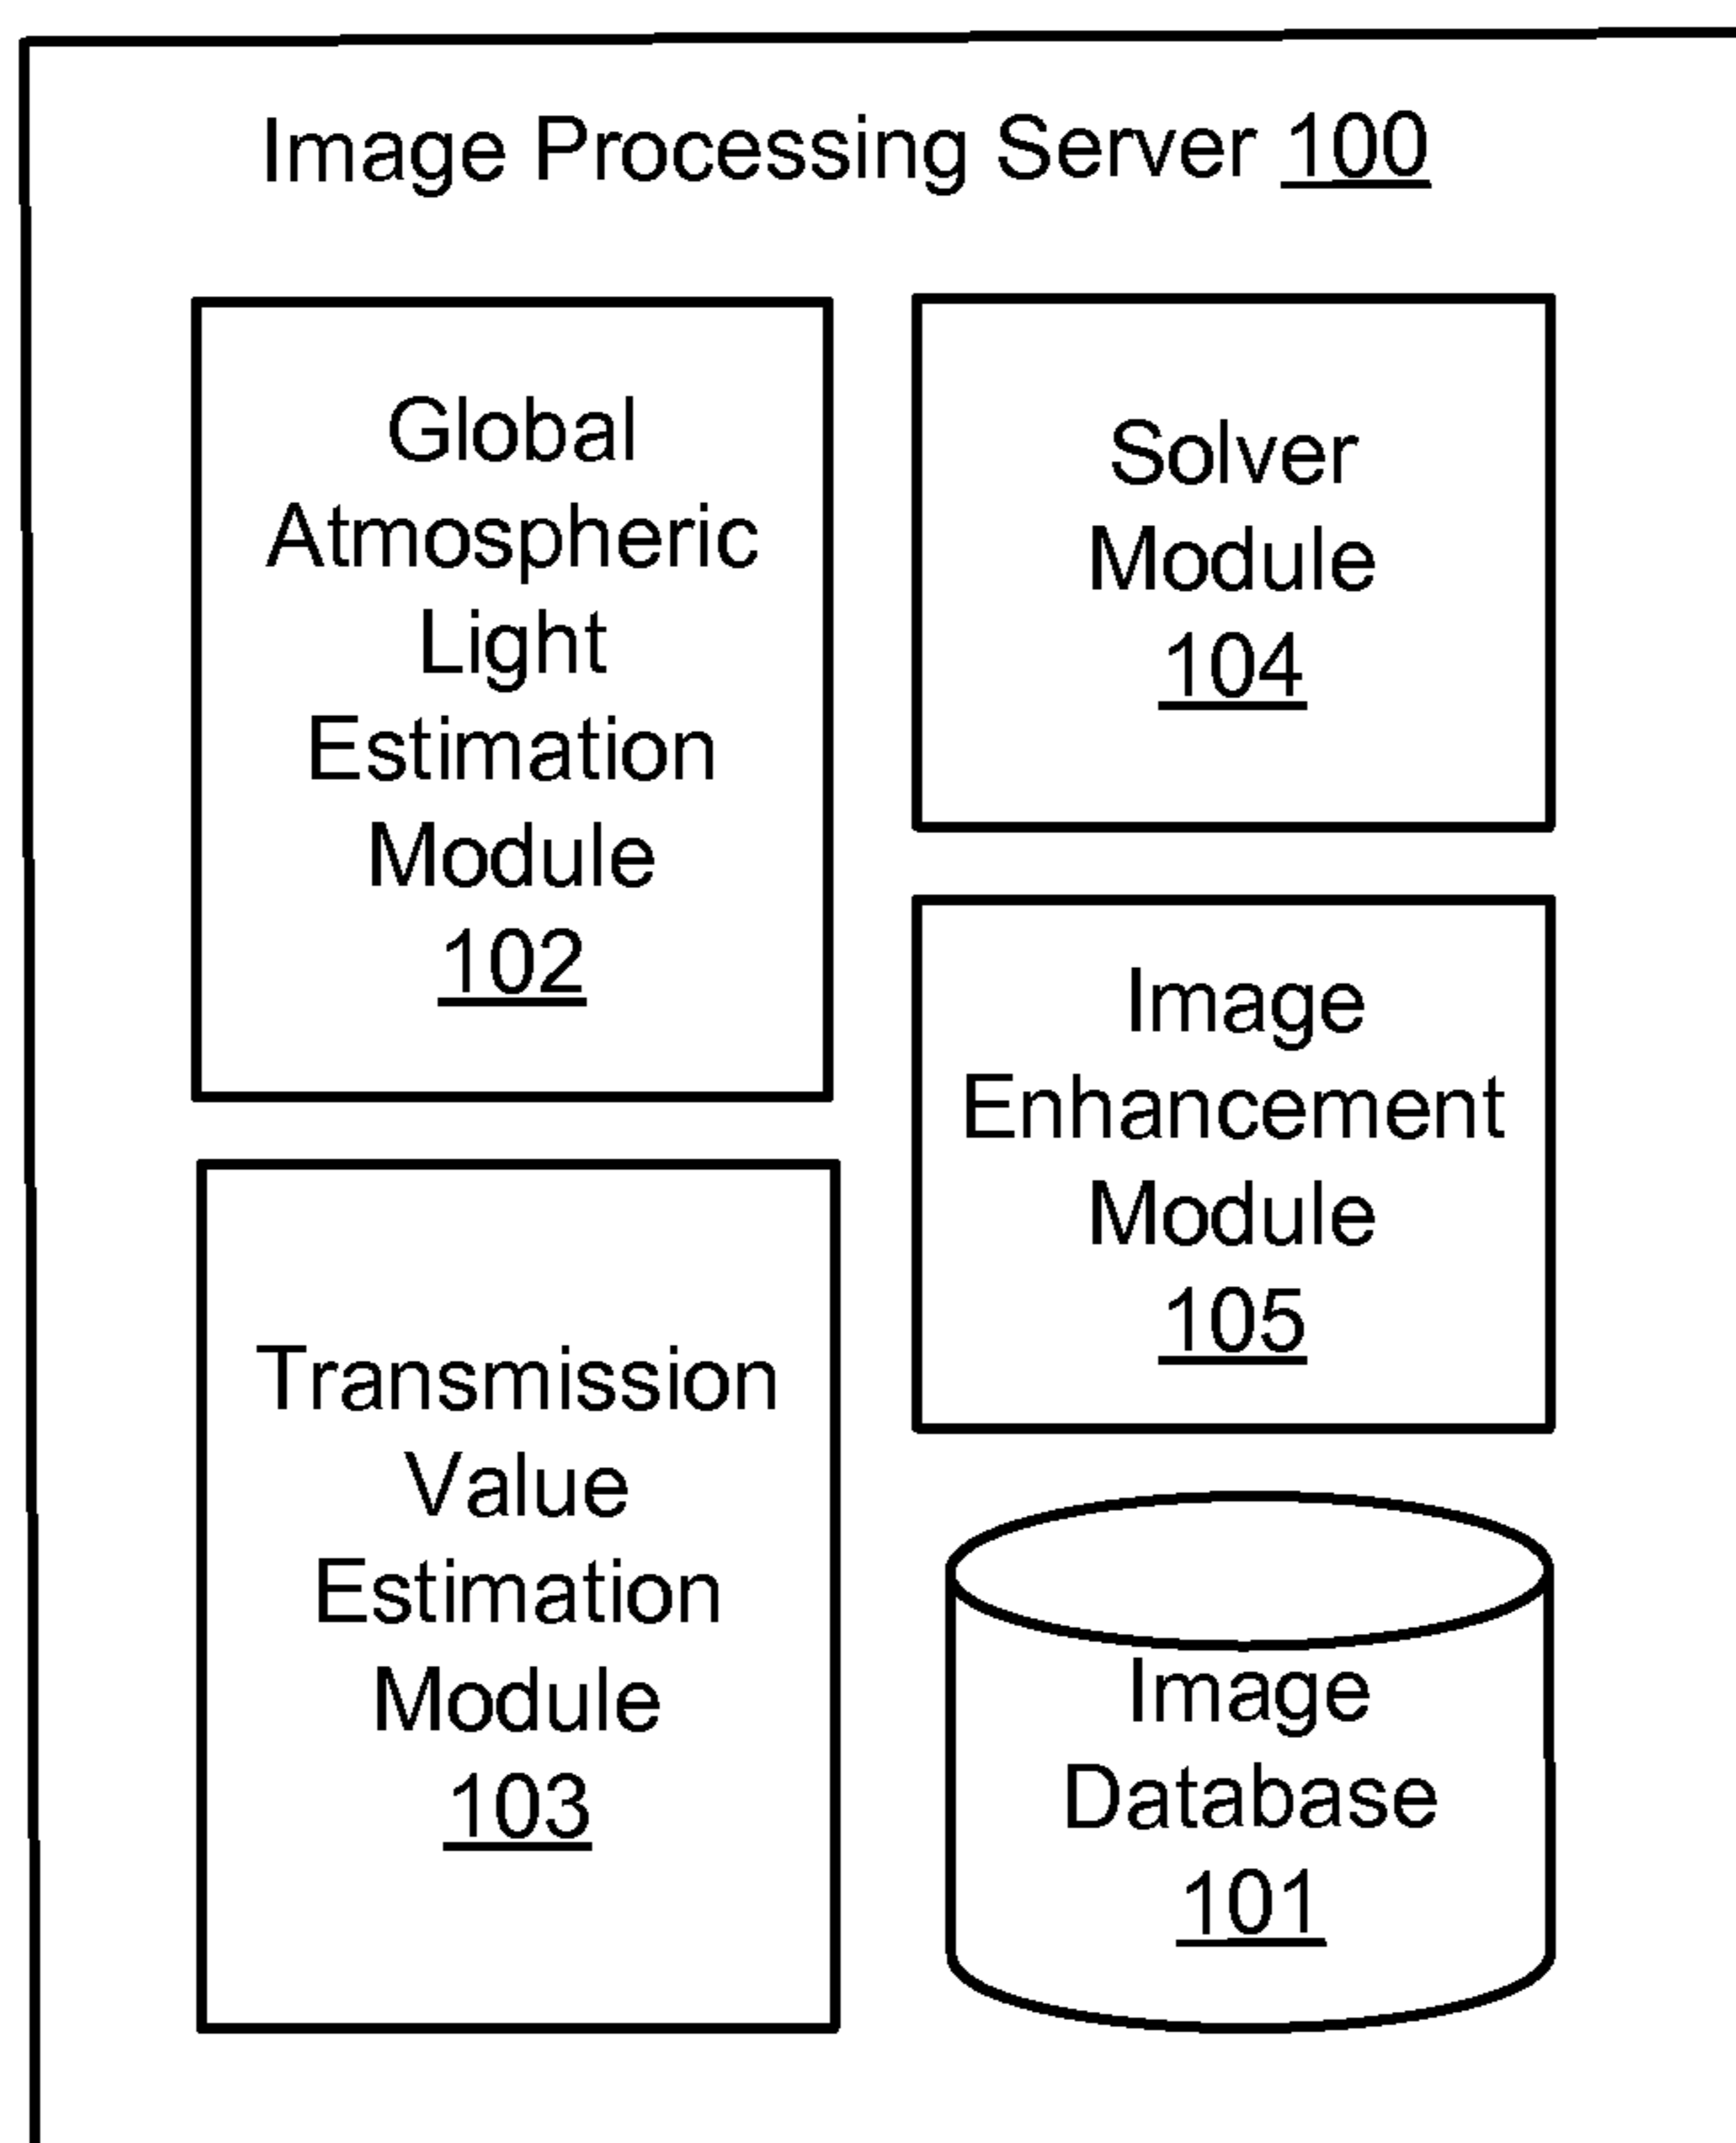 Image Processing Server 100
Global
Atmospheric
Light
Estimation
Module
102
Transmission
Value
Estimation
Module
103
Solver
Module
104
Image
Enhancement
Module
105
Image
Database
101